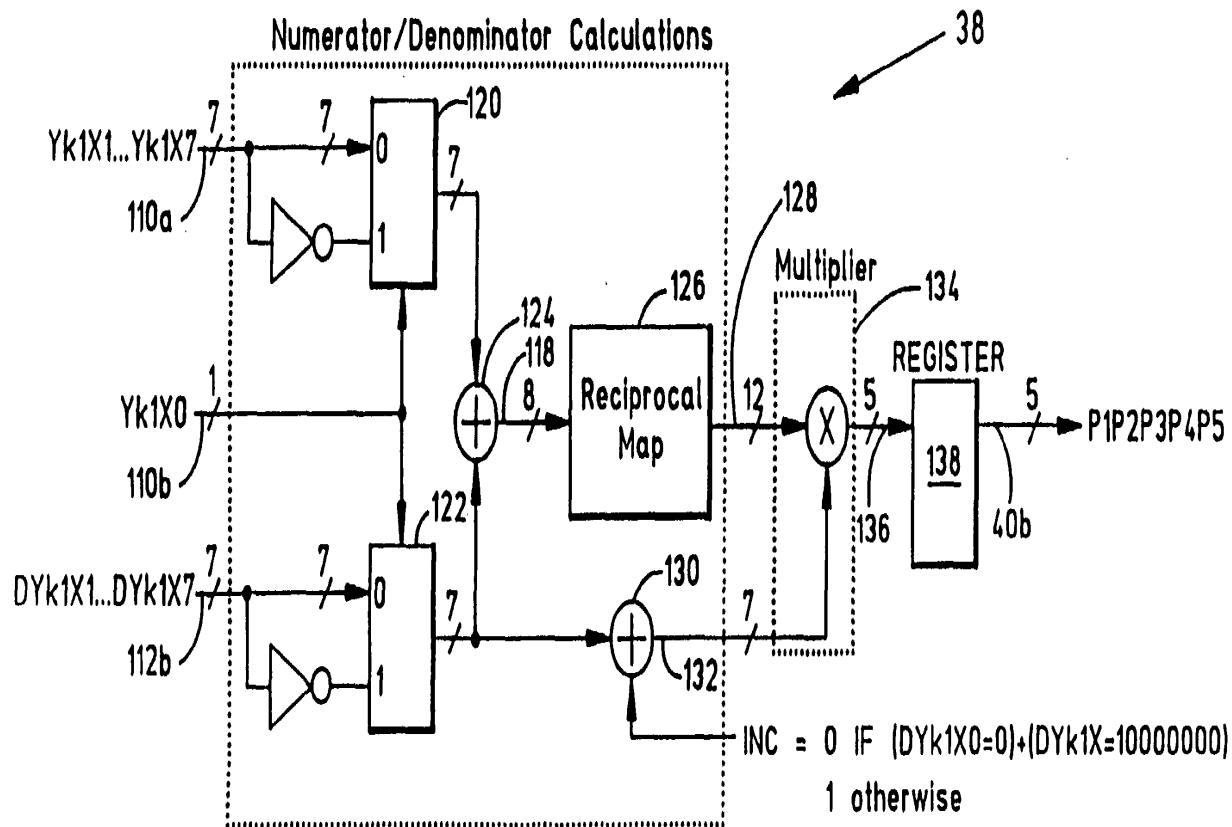 38
Numerator/Denominator Calculations
120
7
7
Yk1X1...Yk1X7
0
7
110a
1
128
Multiplier
126
134
124
118
REGISTER
1
Yk1X0
8
Reciprocal
Map
12
X
5
5
P1P2P3P4P5
110b
138
122
136
40b
7
7
DYk1X1...DYk1X7
0
130
7
7
112b
132
1
INC = 0 IF (DYk1X0=0)+(DYk1X=10000000)
1 otherwise